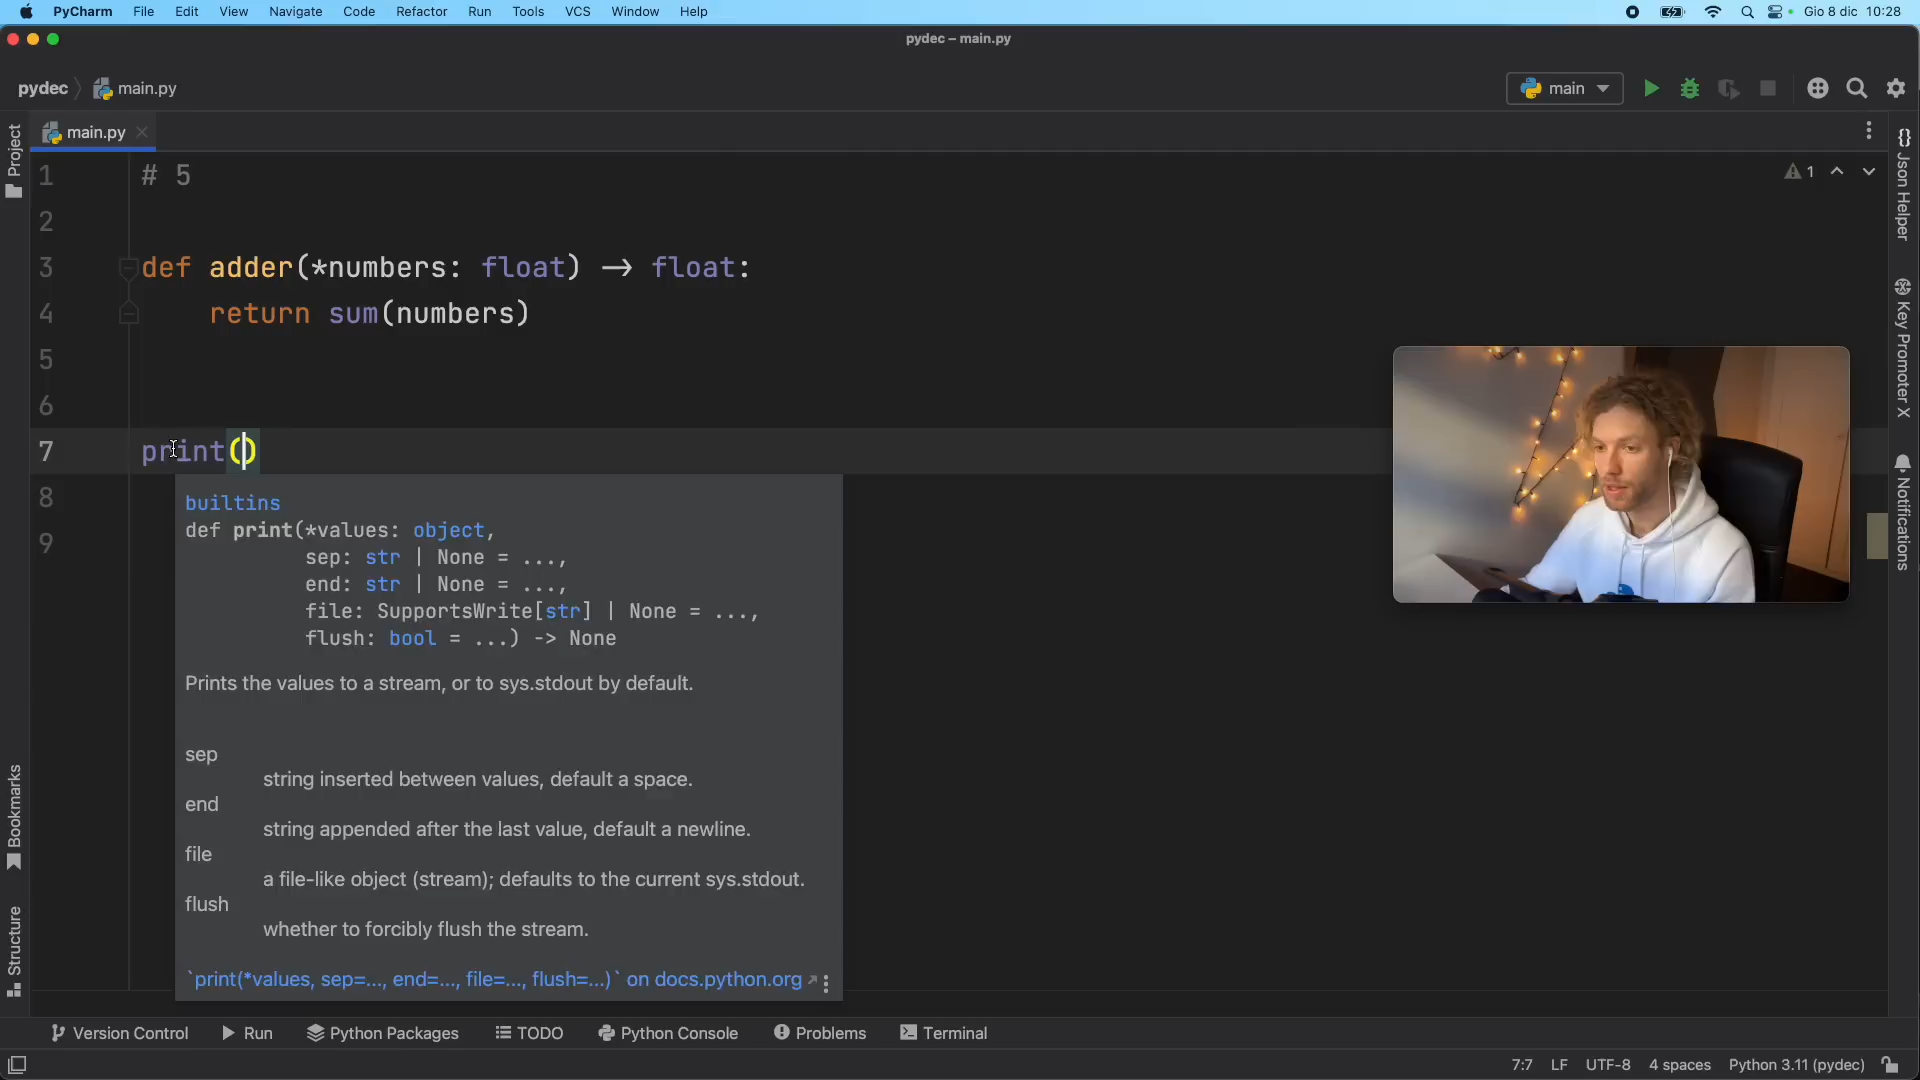 PyCharm File Edit View Navigate Code Refactor Run Tools VCS Window Help Gio 8 dic 10:28
pydec – main.py
pydec main.py main
main.py
Project
Json Helper
Key Promoter X
Notifications
Bookmarks
Structure
1 # 5
1
2
3 def adder(*numbers: float) → float:
4 return sum(numbers)
5
6
7 print()
8
9
builtins
def print(*values: object,
sep: str | None = ...,
end: str | None = ...,
file: SupportsWrite[str] | None = ...,
flush: bool = ...) -> None
Prints the values to a stream, or to sys.stdout by default.
sep
string inserted between values, default a space.
end
string appended after the last value, default a newline.
file
a file-like object (stream); defaults to the current sys.stdout.
flush
whether to forcibly flush the stream.
`print(*values, sep=..., end=..., file=..., flush=...)` on docs.python.org
Version Control Run Python Packages TODO Python Console Problems Terminal
7:7 LF UTF-8 4 spaces Python 3.11 (pydec)